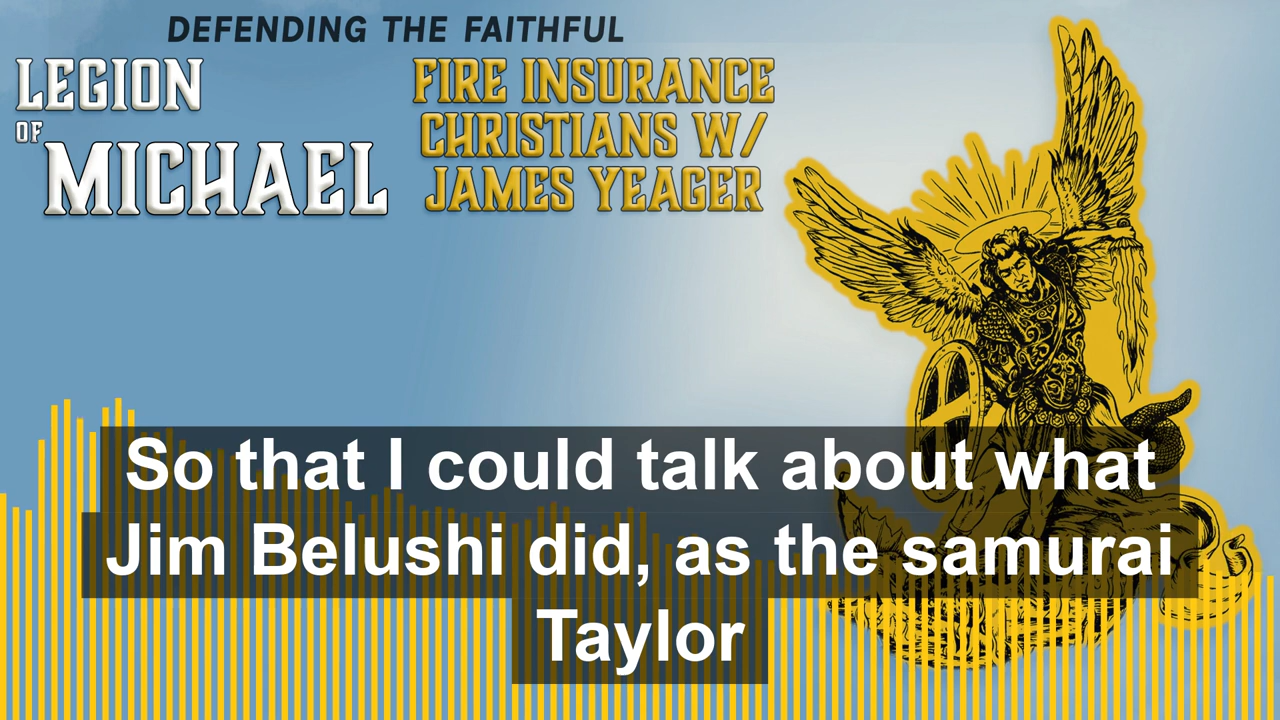 DEFENDING THE FAITHFUL
LEGION
OF
MICHAEL
FIRE INSURANCE
CHRISTIANS W/
JAMES YEAGER
So that I could talk about what
Jim Belushi did, as the samurai
Taylor